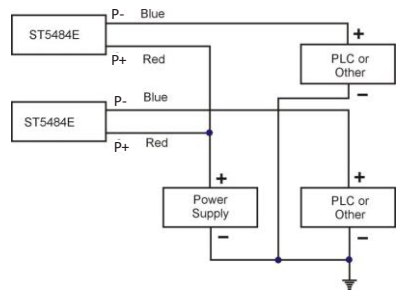 P- Blue
ST5484E
P+ Red
+
PLC or
Other
−
P- Blue
ST5484E
P+ Red
+
Power
Supply
−
+
PLC or
Other
−